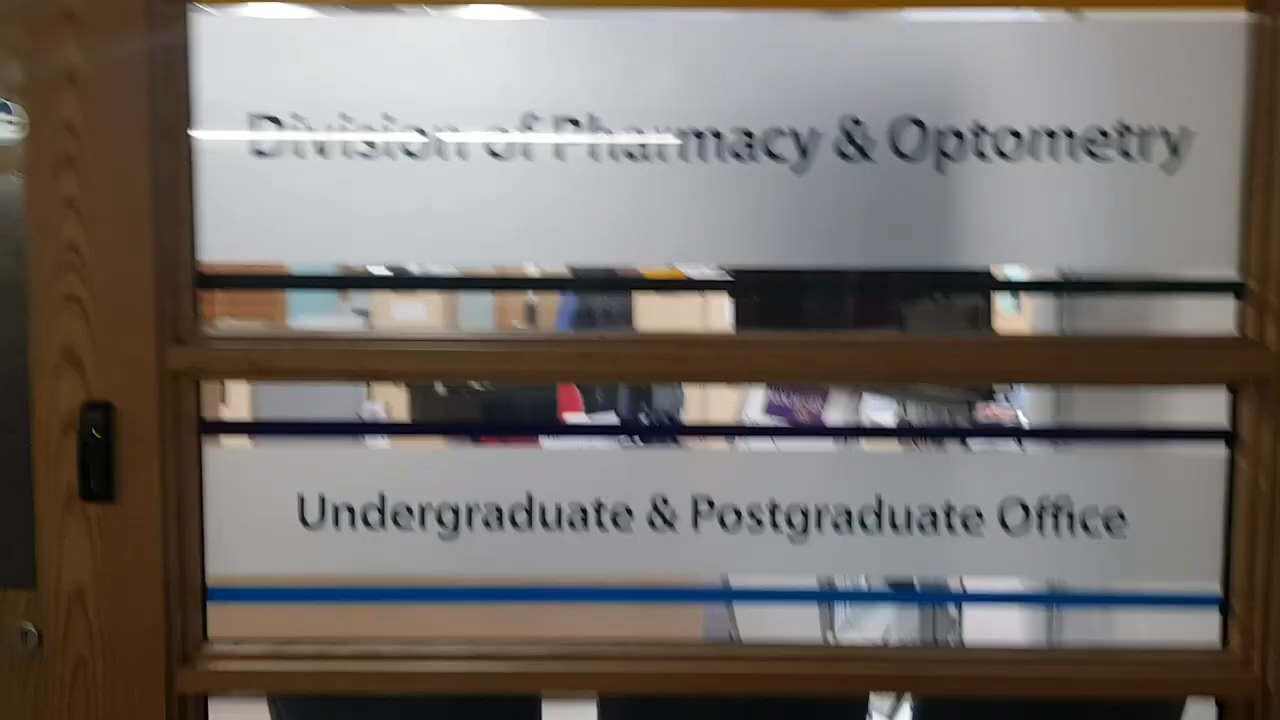 Division of Pharmacy & Optometry
Undergraduate & Postgraduate Office